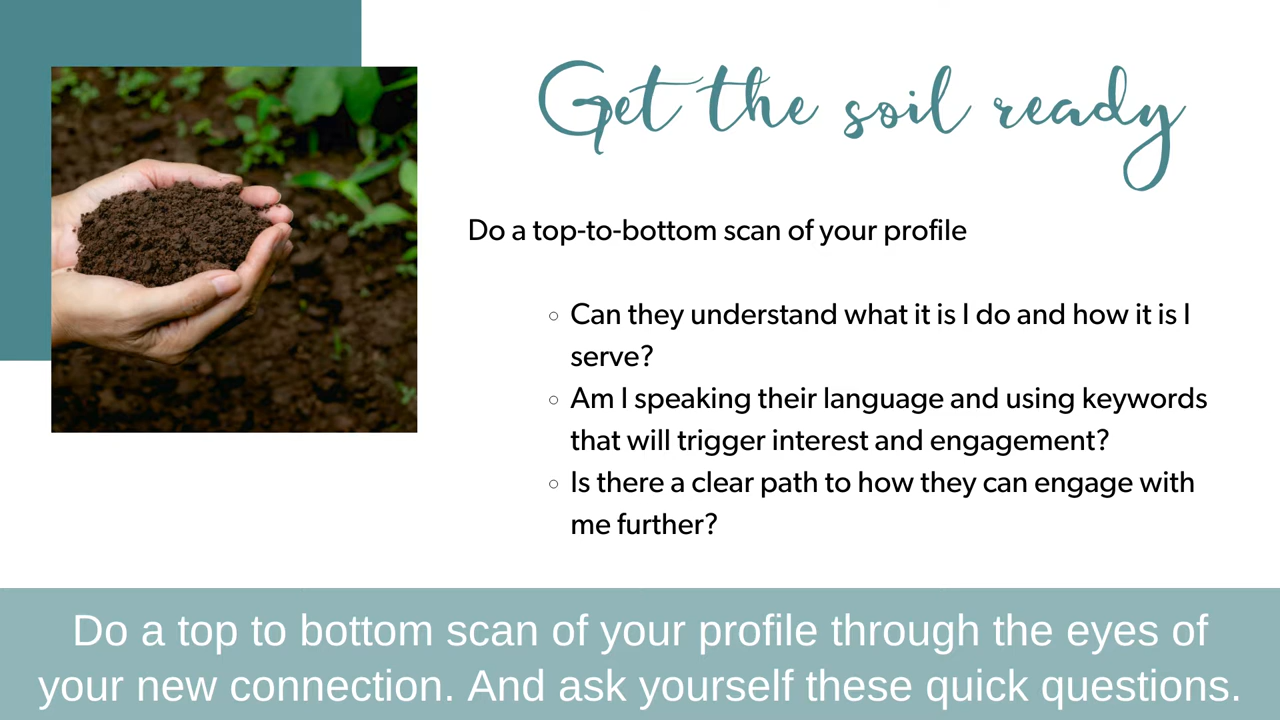 Get the soil ready
Do a top-to-bottom scan of your profile
Can they understand what it is I do and how it is I
serve?
Am I speaking their language and using keywords
that will trigger interest and engagement?
Is there a clear path to how they can engage with
me further?
Do a top to bottom scan of your profile through the eyes of
your new connection. And ask yourself these quick questions.